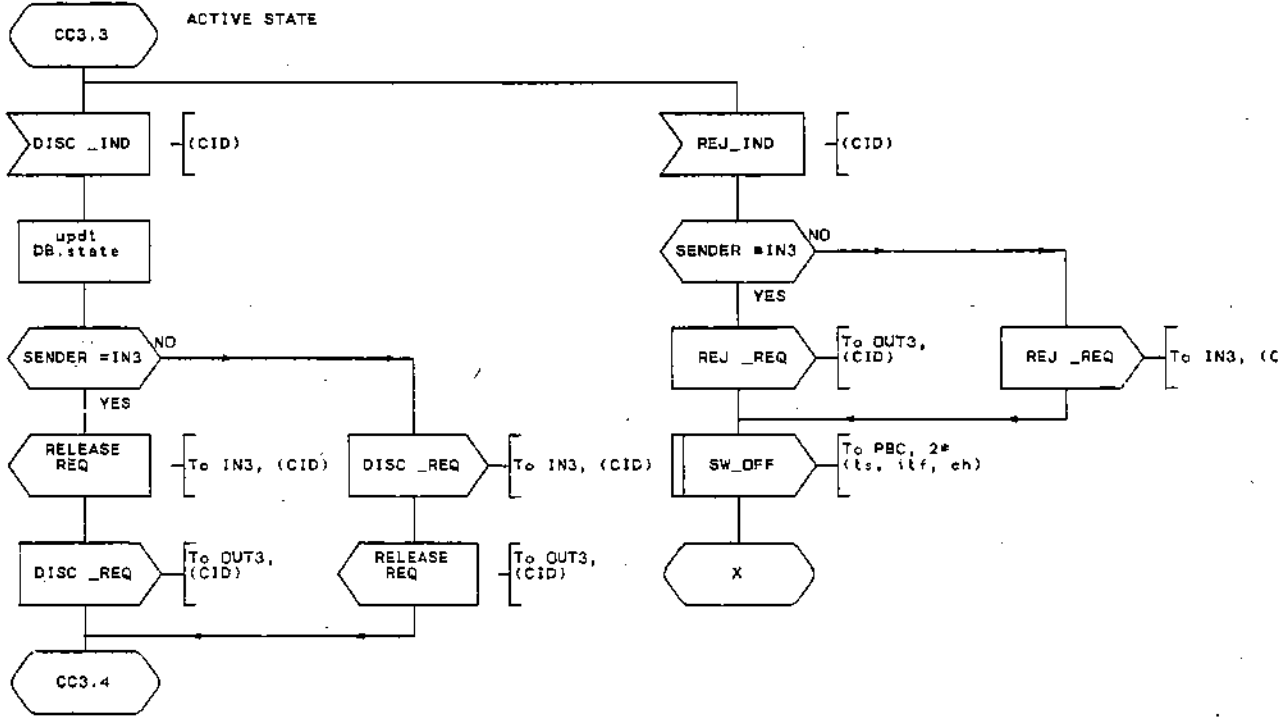 CC3.3
ACTIVE STATE
DISC _IND
(CID)
updt
DB.state
SENDER =IN3
NO
YES
RELEASE
REQ
To IN3, (CID)
DISC _REQ
To IN3, (CID)
DISC _REQ
To OUT3,
(CID)
RELEASE
REQ
To OUT3,
(CID)
CC3.4
REJ_IND
(CID)
SENDER =IN3
NO
YES
REJ _REQ
To OUT3,
(CID)
REJ _REQ
To IN3, (C
SW_OFF
To PBC, 2*
(ts, itf, ch)
X